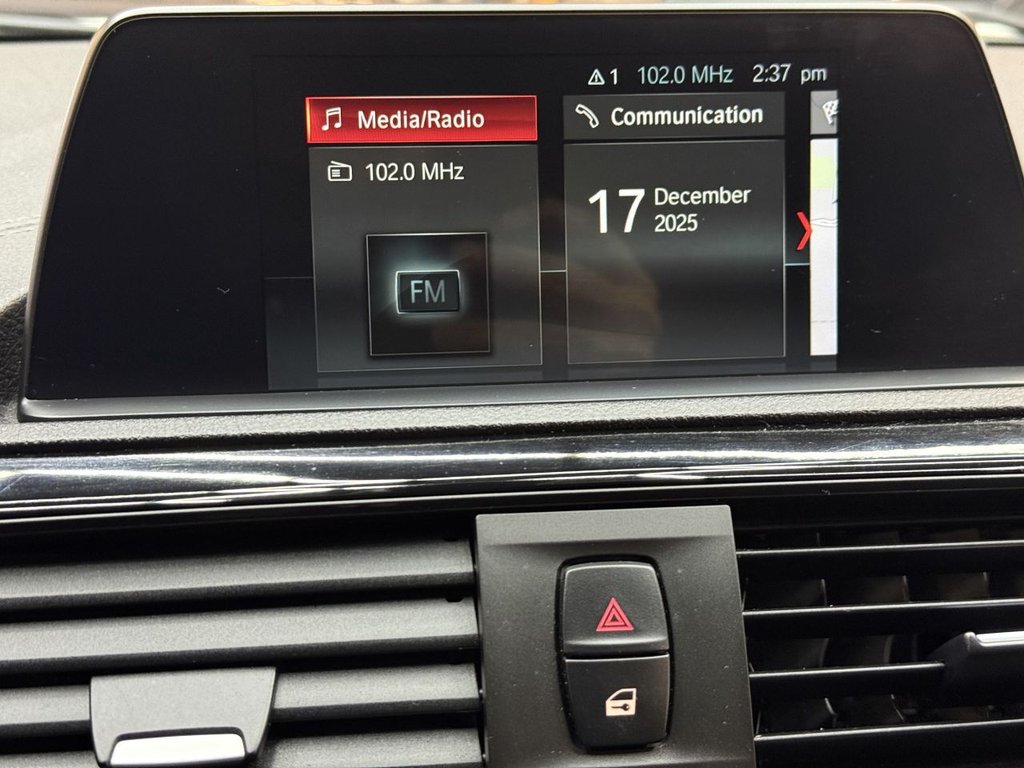 1 102.0 MHz 2:37 pm
Media/Radio
Communication
102.0 MHz
17 December
2025
FM